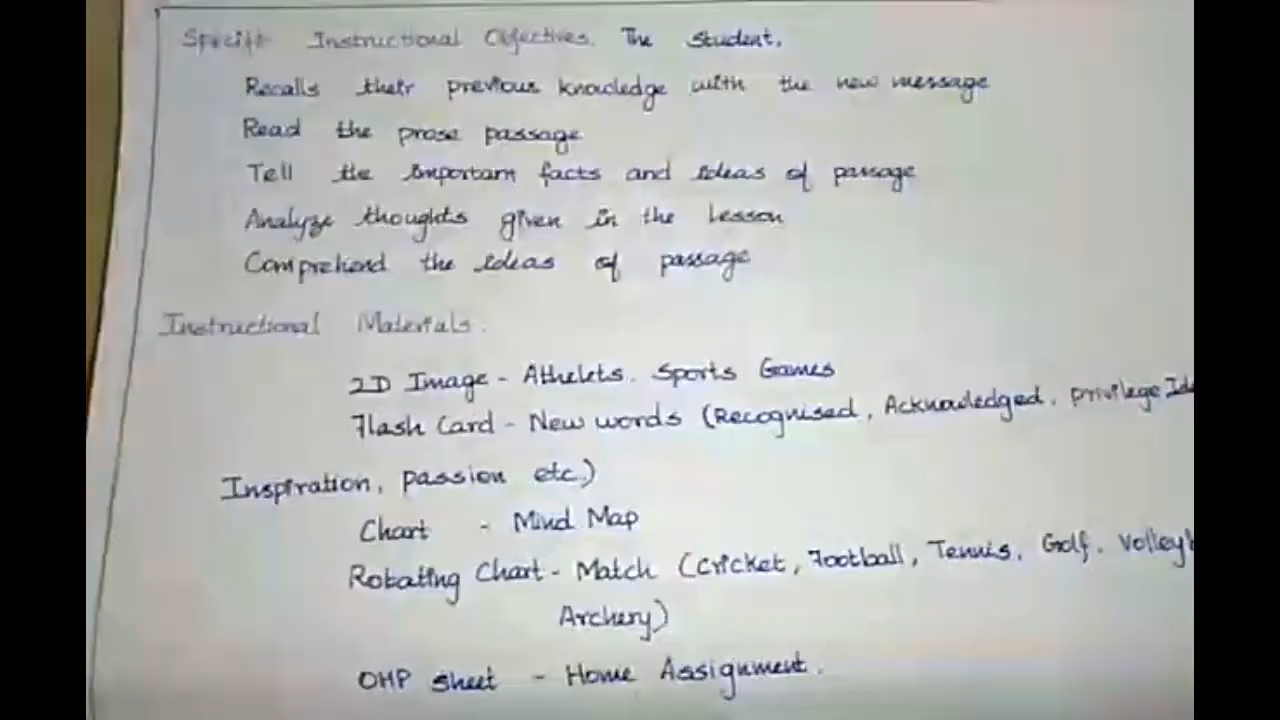 Specifi Instructional Objectives. The Student,
Recalls their previous knowledge with the new message
Read the prose passage
Tell the importam facts and ideas of passage
Analyze thoughts given in the Lesson
Comprehend the ideas of passage
Instructional Materials.
2D Image - Athelets. Sports Games
Flash Card - New words (Recognised, Acknowledged, privilege
Inspiration, passion etc.)
Chart - Mind Map
Rotating Chart - Match (Cricket, Football, Tennis, Golf, Volleyb
Archery)
OHP sheet - Home Assignment.